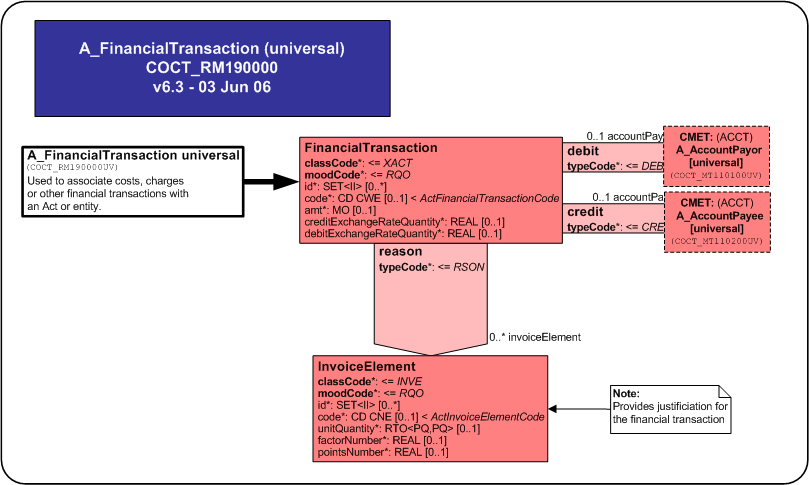 A_FinancialTransaction (universal)
COCT_RM190000
v6.3 - 03 Jun 06
A_FinancialTransaction universal
(COCT_RM190000UV)
Used to associate costs, charges
or other financial transactions with
an Act or entity.
FinancialTransaction
classCode*: <= XACT
moodCode*: <= RQO
id*: SET<II> [0..*]
code*: CD CWE [0..1] < ActFinancialTransactionCode
amt*: MO [0..1]
creditExchangeRateQuantity*: REAL [0..1]
debitExchangeRateQuantity*: REAL [0..1]
0..1 accountPay
debit
typeCode*: <= DEB
CMET: (ACCT)
A_AccountPayor
[universal]
(COCT_MT110100UV)
0..1 accountPa
credit
typeCode*: <= CRE
CMET: (ACCT)
A_AccountPayee
[universal]
(COCT_MT110200UV)
reason
typeCode*: <= RSON
0..* invoiceElement
InvoiceElement
classCode*: <= INVE
moodCode*: <= RQO
id*: SET<II> [0..*]
code*: CD CNE [0..1] < ActInvoiceElementCode
unitQuantity*: RTO<PQ,PQ> [0..1]
factorNumber*: REAL [0..1]
pointsNumber*: REAL [0..1]
Note:
Provides justificiation for
the financial transaction